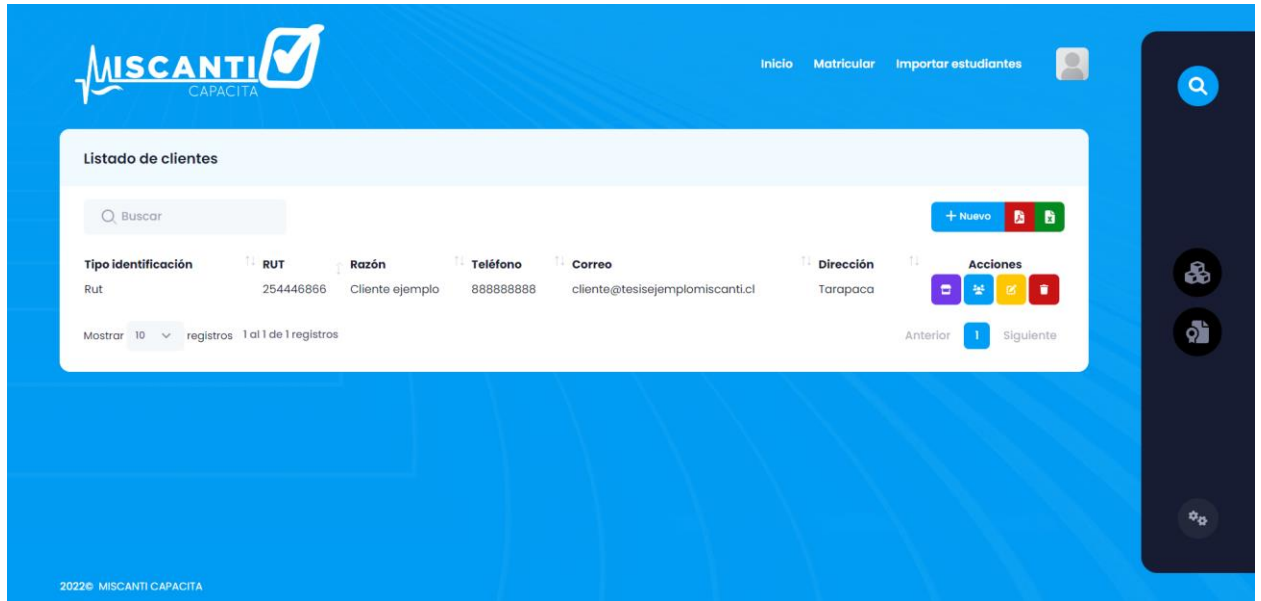 MISCANTI
CAPACITA
Inicio Matricular Importar estudiantes
Listado de clientes
Buscar
+ Nuevo
Tipo identificación RUT Razón Teléfono Correo Dirección Acciones
Rut 254446866 Cliente ejemplo 888888888 cliente@tesisejemplomiscanti.cl Tarapaca
Mostrar 10 registros 1 al 1 de 1 registros Anterior 1 Siguiente
2022© MISCANTI CAPACITA